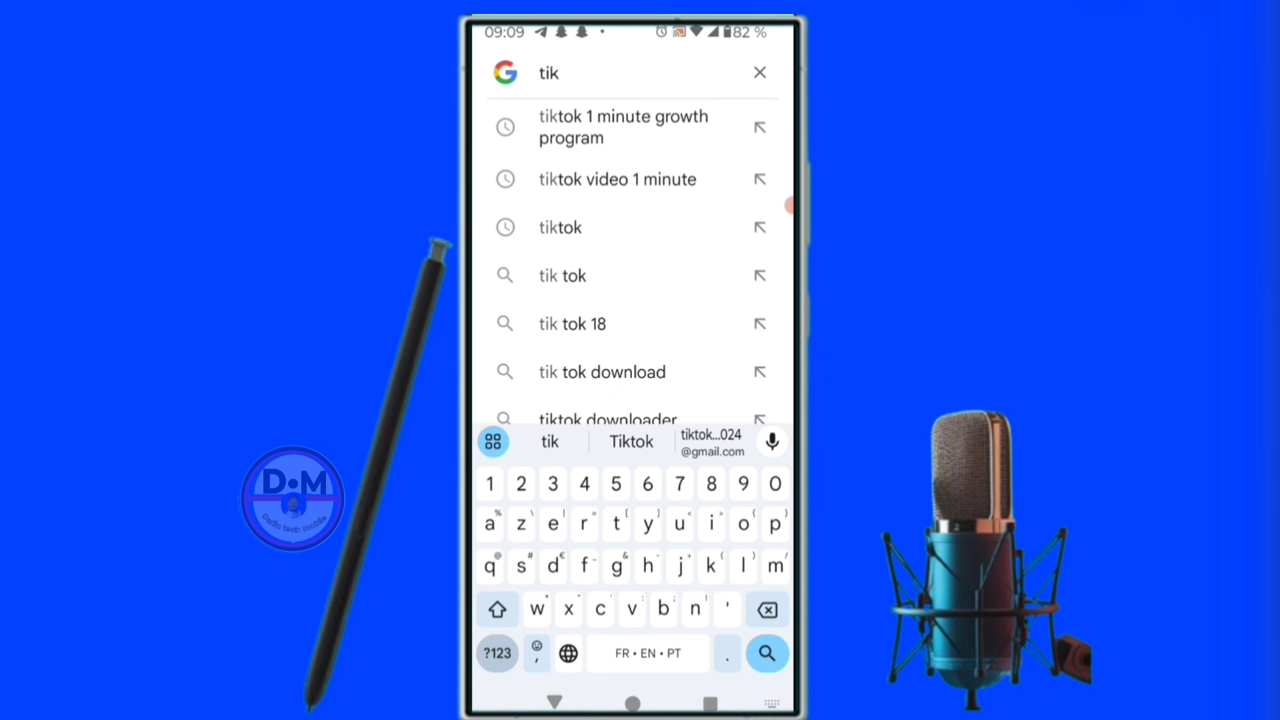 09:09 82 %
tik
tiktok 1 minute growth
program
tiktok video 1 minute
tiktok
tik tok
tik tok 18
tik tok download
tiktok downloader
tik Tiktok tiktok...024
@gmail.com
1 2 3 4 5 6 7 8 9 0
a z e r t y u i o p
q s d f g h j k l m
w x c v b n '
?123 , FR • EN • PT .
D•M